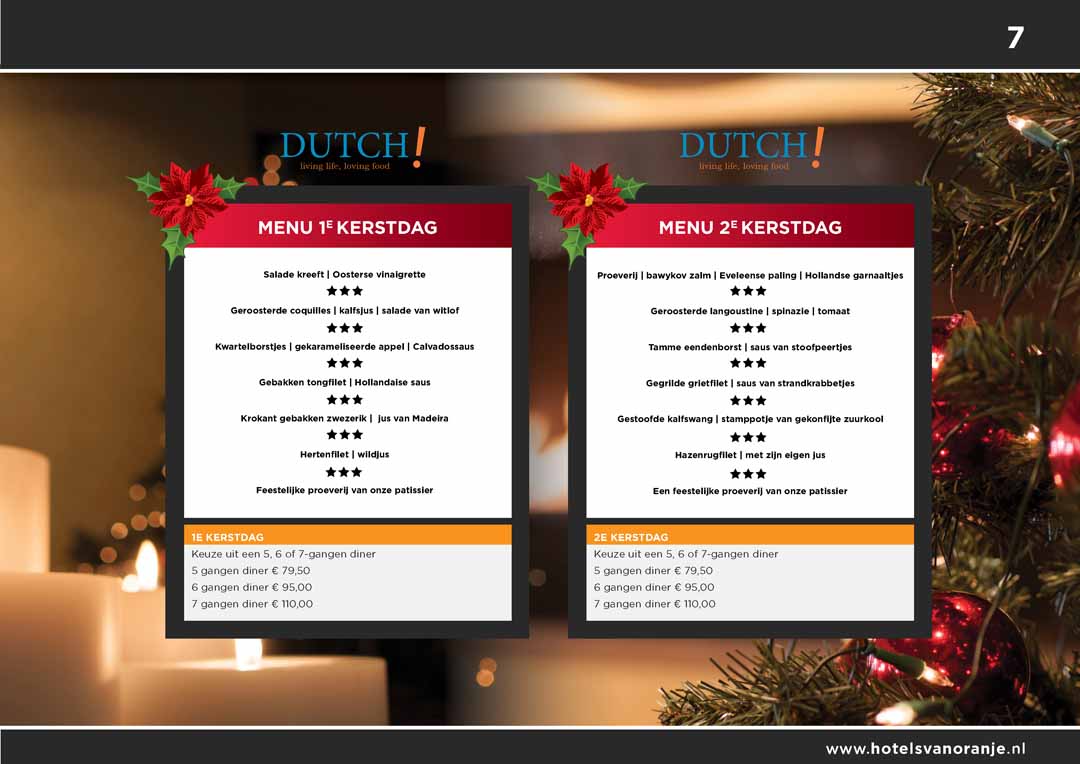 7
DUTCH!
living life, loving food
MENU 1E KERSTDAG
Salade kreeft | Oosterse vinaigrette
Geroosterde coquilles | kalfsjus | salade van witlof
Kwartelborstjes | gekarameliseerde appel | Calvadossaus
Gebakken tongfilet | Hollandaise saus
Krokant gebakken zwezerik | jus van Madeira
Hertenfilet | wildjus
Feestelijke proeverij van onze patissier
1E KERSTDAG
Keuze uit een 5, 6 of 7-gangen diner
5 gangen diner € 79,50
6 gangen diner € 95,00
7 gangen diner € 110,00
DUTCH!
living life, loving food
MENU 2E KERSTDAG
Proeverij | bawykov zalm | Eveleense paling | Hollandse garnaaltjes
Geroosterde langoustine | spinazie | tomaat
Tamme eendenborst | saus van stoofpeertjes
Gegrilde grietfilet | saus van strandkrabbetjes
Gestoofde kalfswang | stamppotje van gekonfijte zuurkool
Hazenrugfilet | met zijn eigen jus
Een feestelijke proeverij van onze patissier
2E KERSTDAG
Keuze uit een 5, 6 of 7-gangen diner
5 gangen diner € 79,50
6 gangen diner € 95,00
7 gangen diner € 110,00
www.hotelsvanoranje.nl